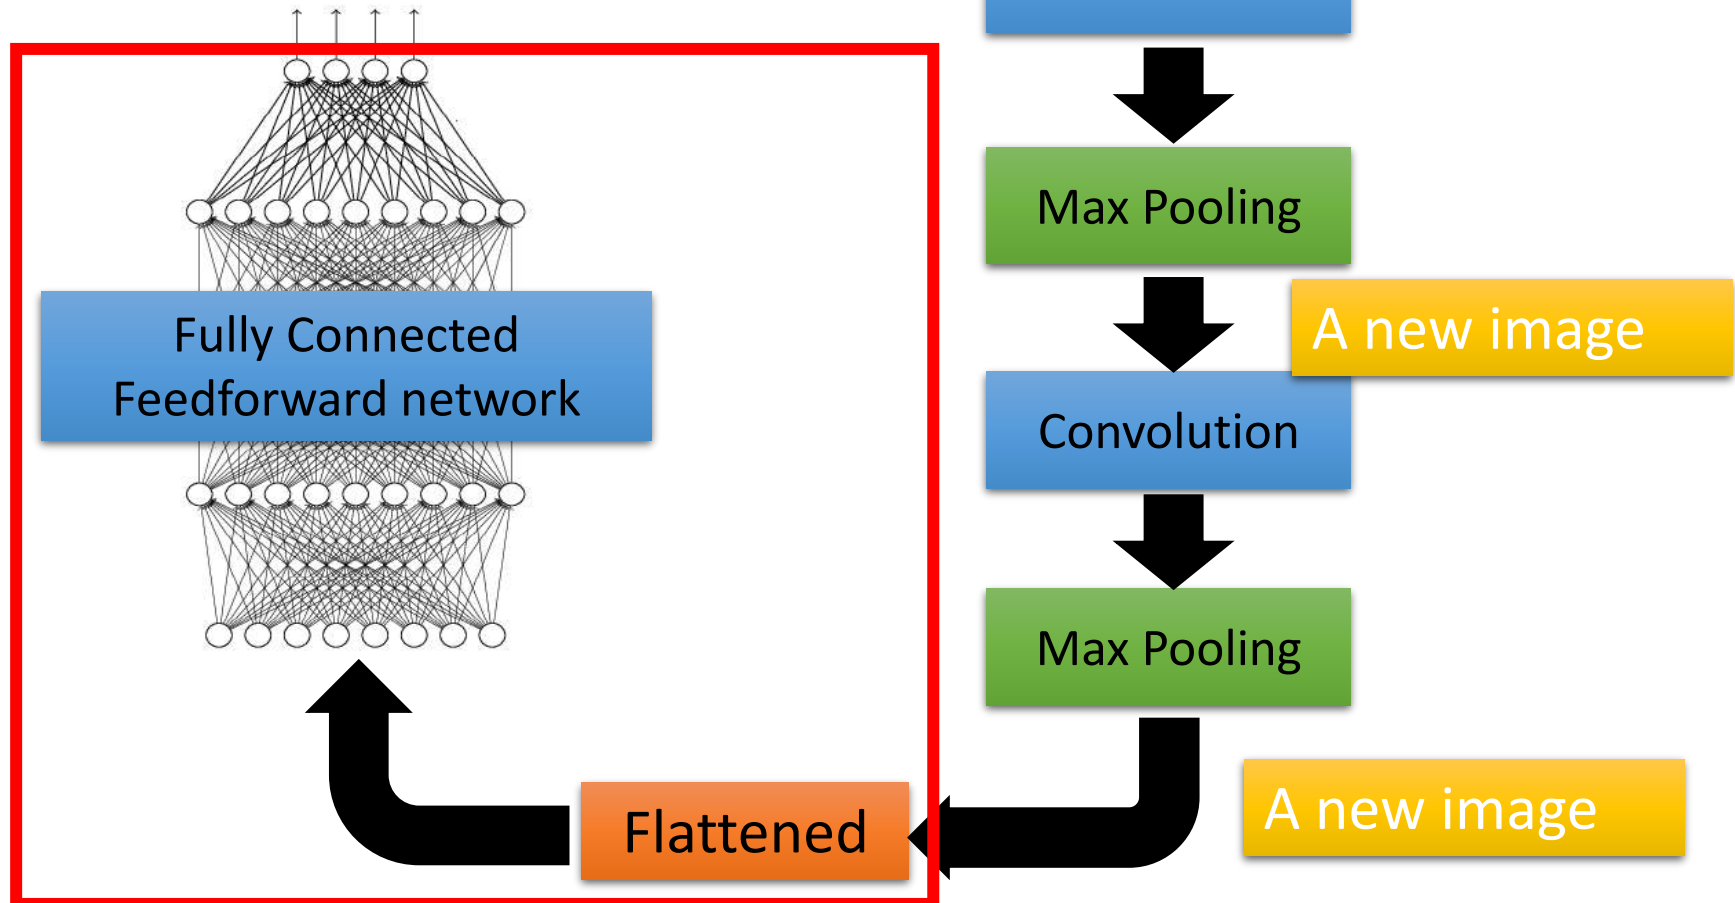 Max Pooling
A new image
Fully Connected
Feedforward network
Convolution
Max Pooling
A new image
Flattened